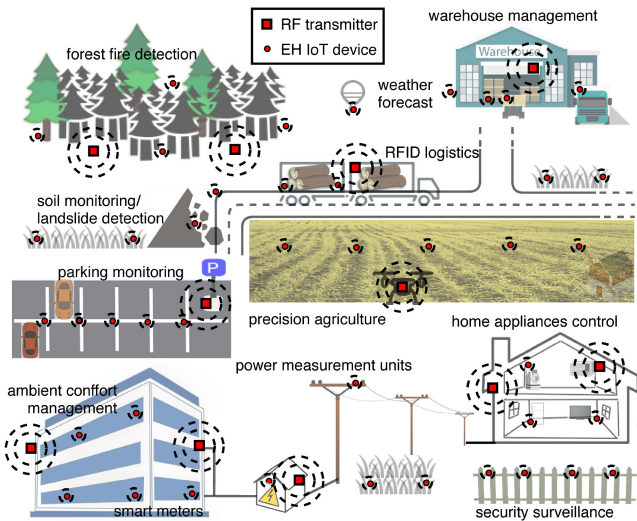 RF transmitter
EH IoT device
warehouse management
forest fire detection
Warehouse
weather
forecast
RFID logistics
soil monitoring/
landslide detection
P
parking monitoring
precision agriculture
home appliances control
power measurement units
ambient conffort
management
smart meters
security surveillance